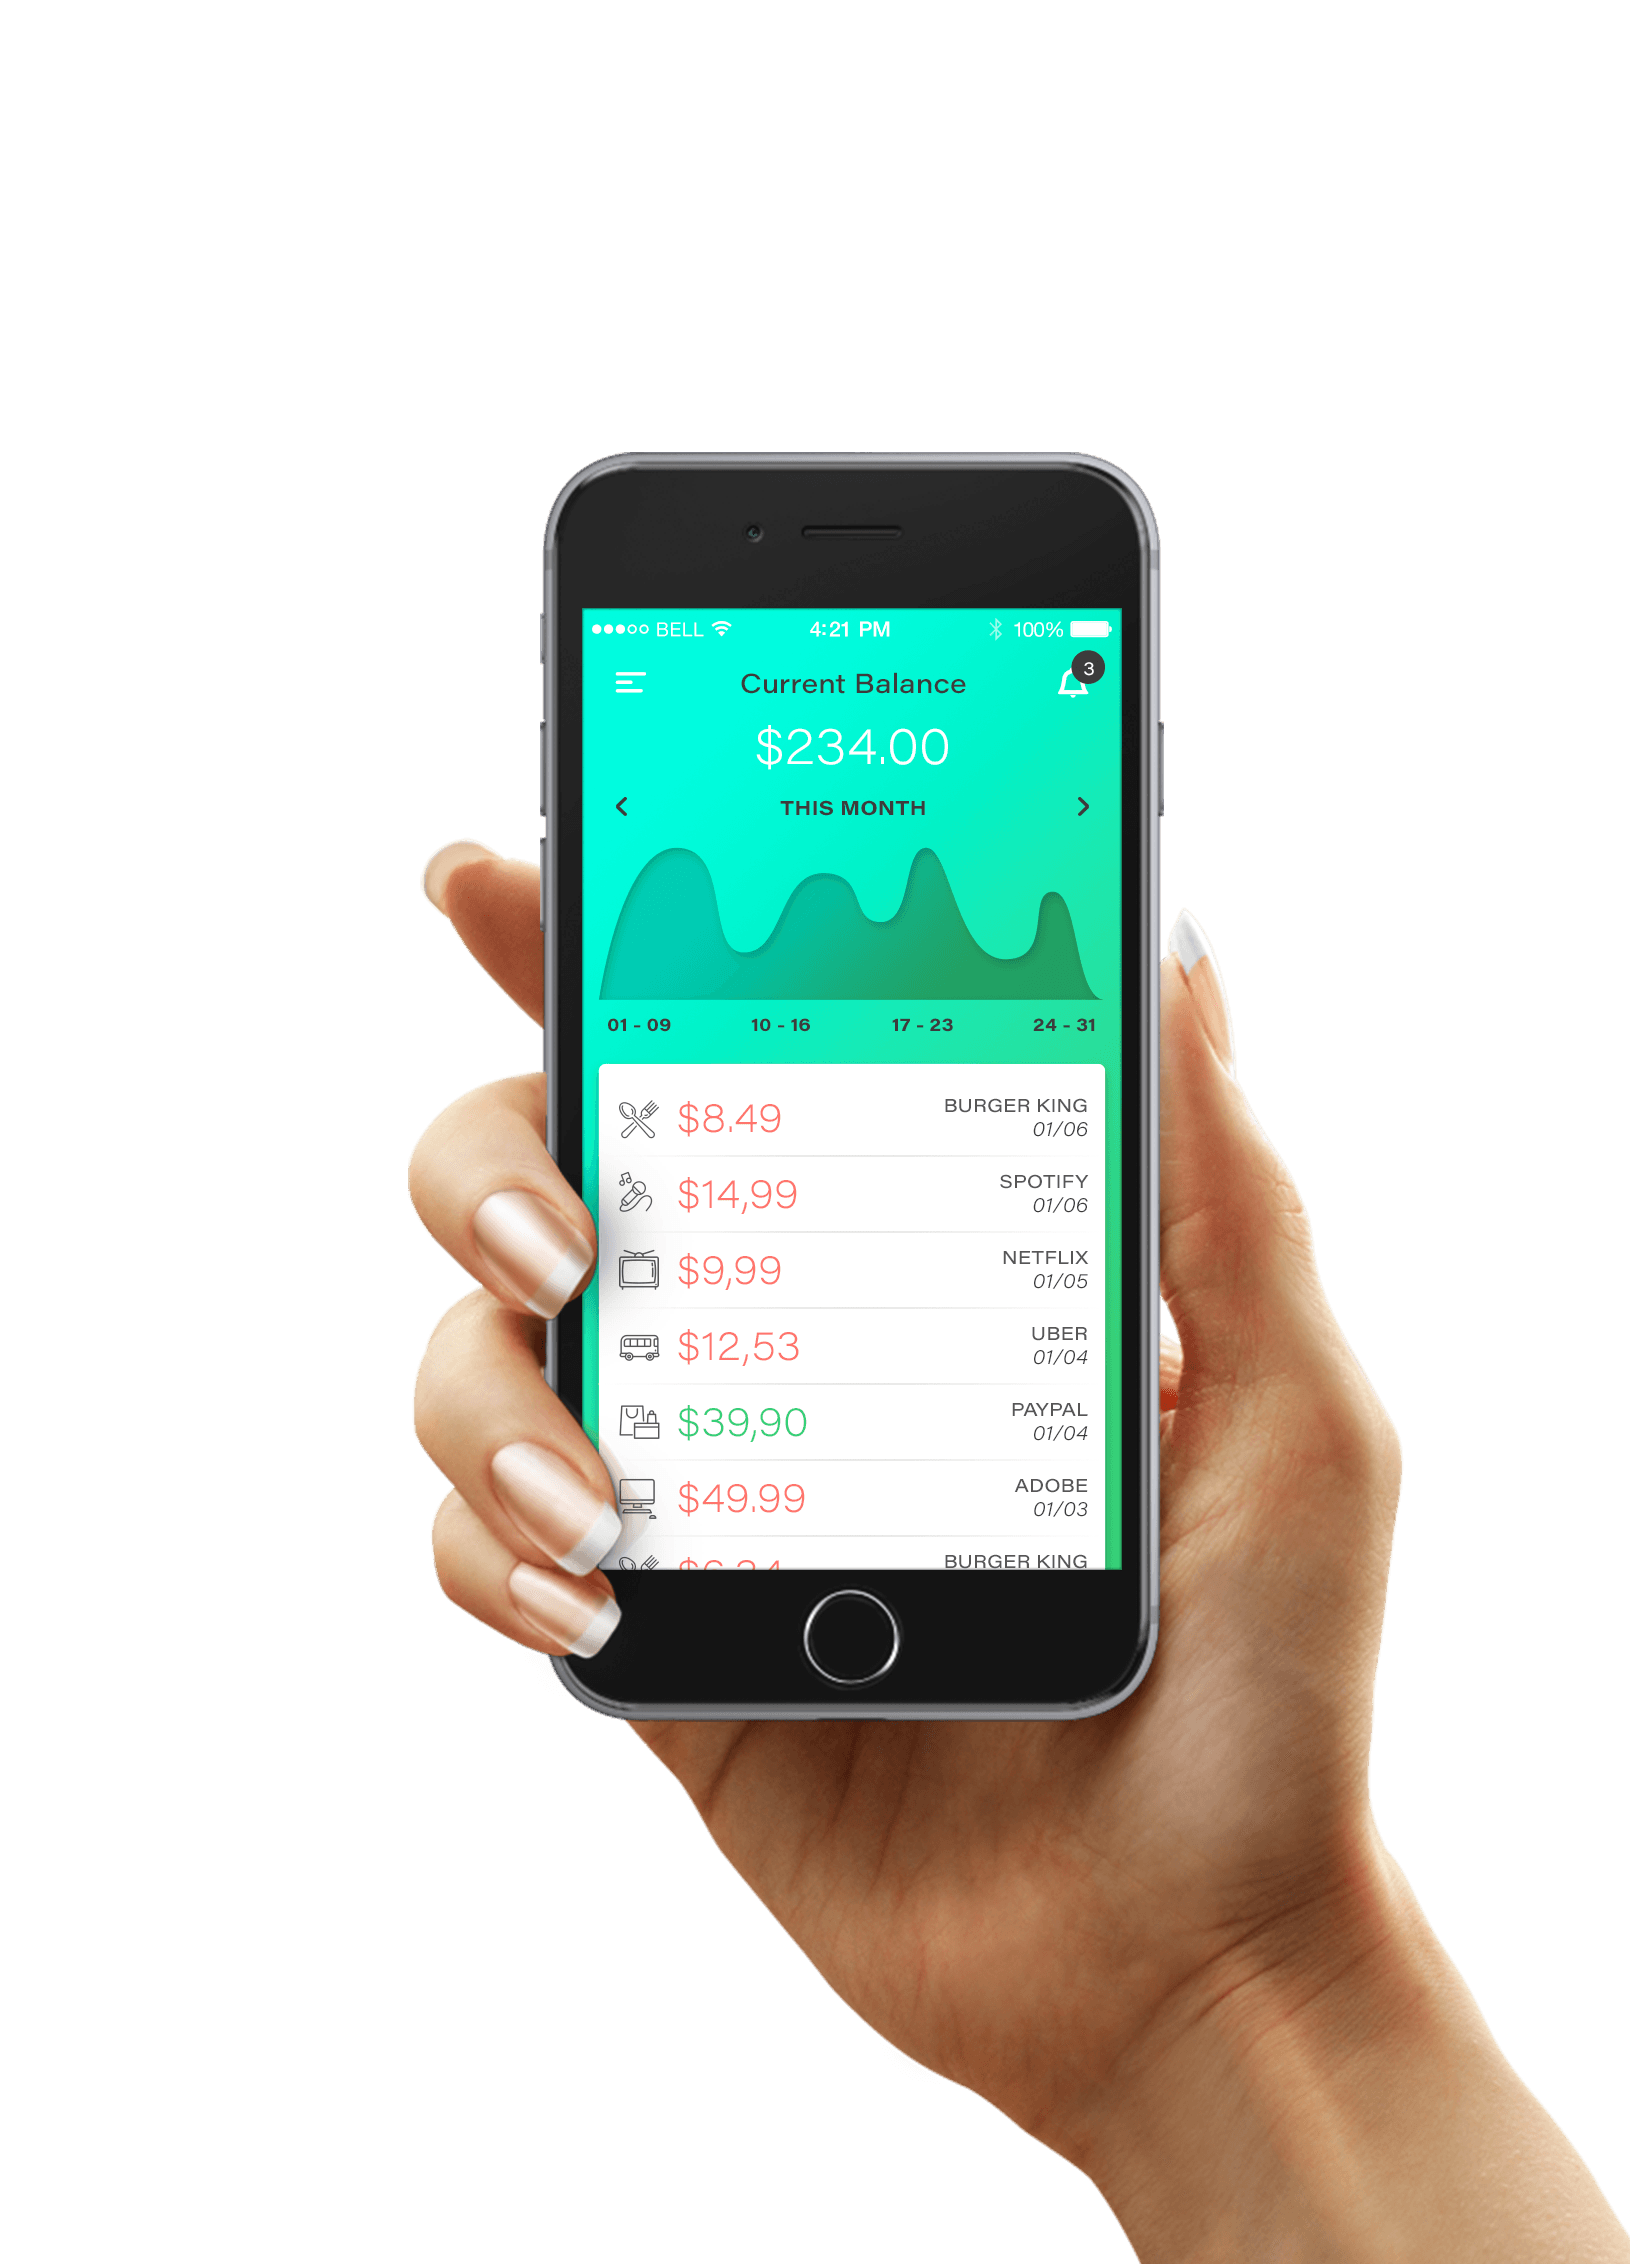 BELL 4:21 PM 100%
Current Balance 3
$234.00
THIS MONTH
01 - 09 10 - 16 17 - 23 24 - 31
$8.49 BURGER KING
01/06
$14,99 SPOTIFY
01/06
$9,99 NETFLIX
01/05
$12,53 UBER
01/04
$39,90 PAYPAL
01/04
$49.99 ADOBE
01/03
BURGER KING